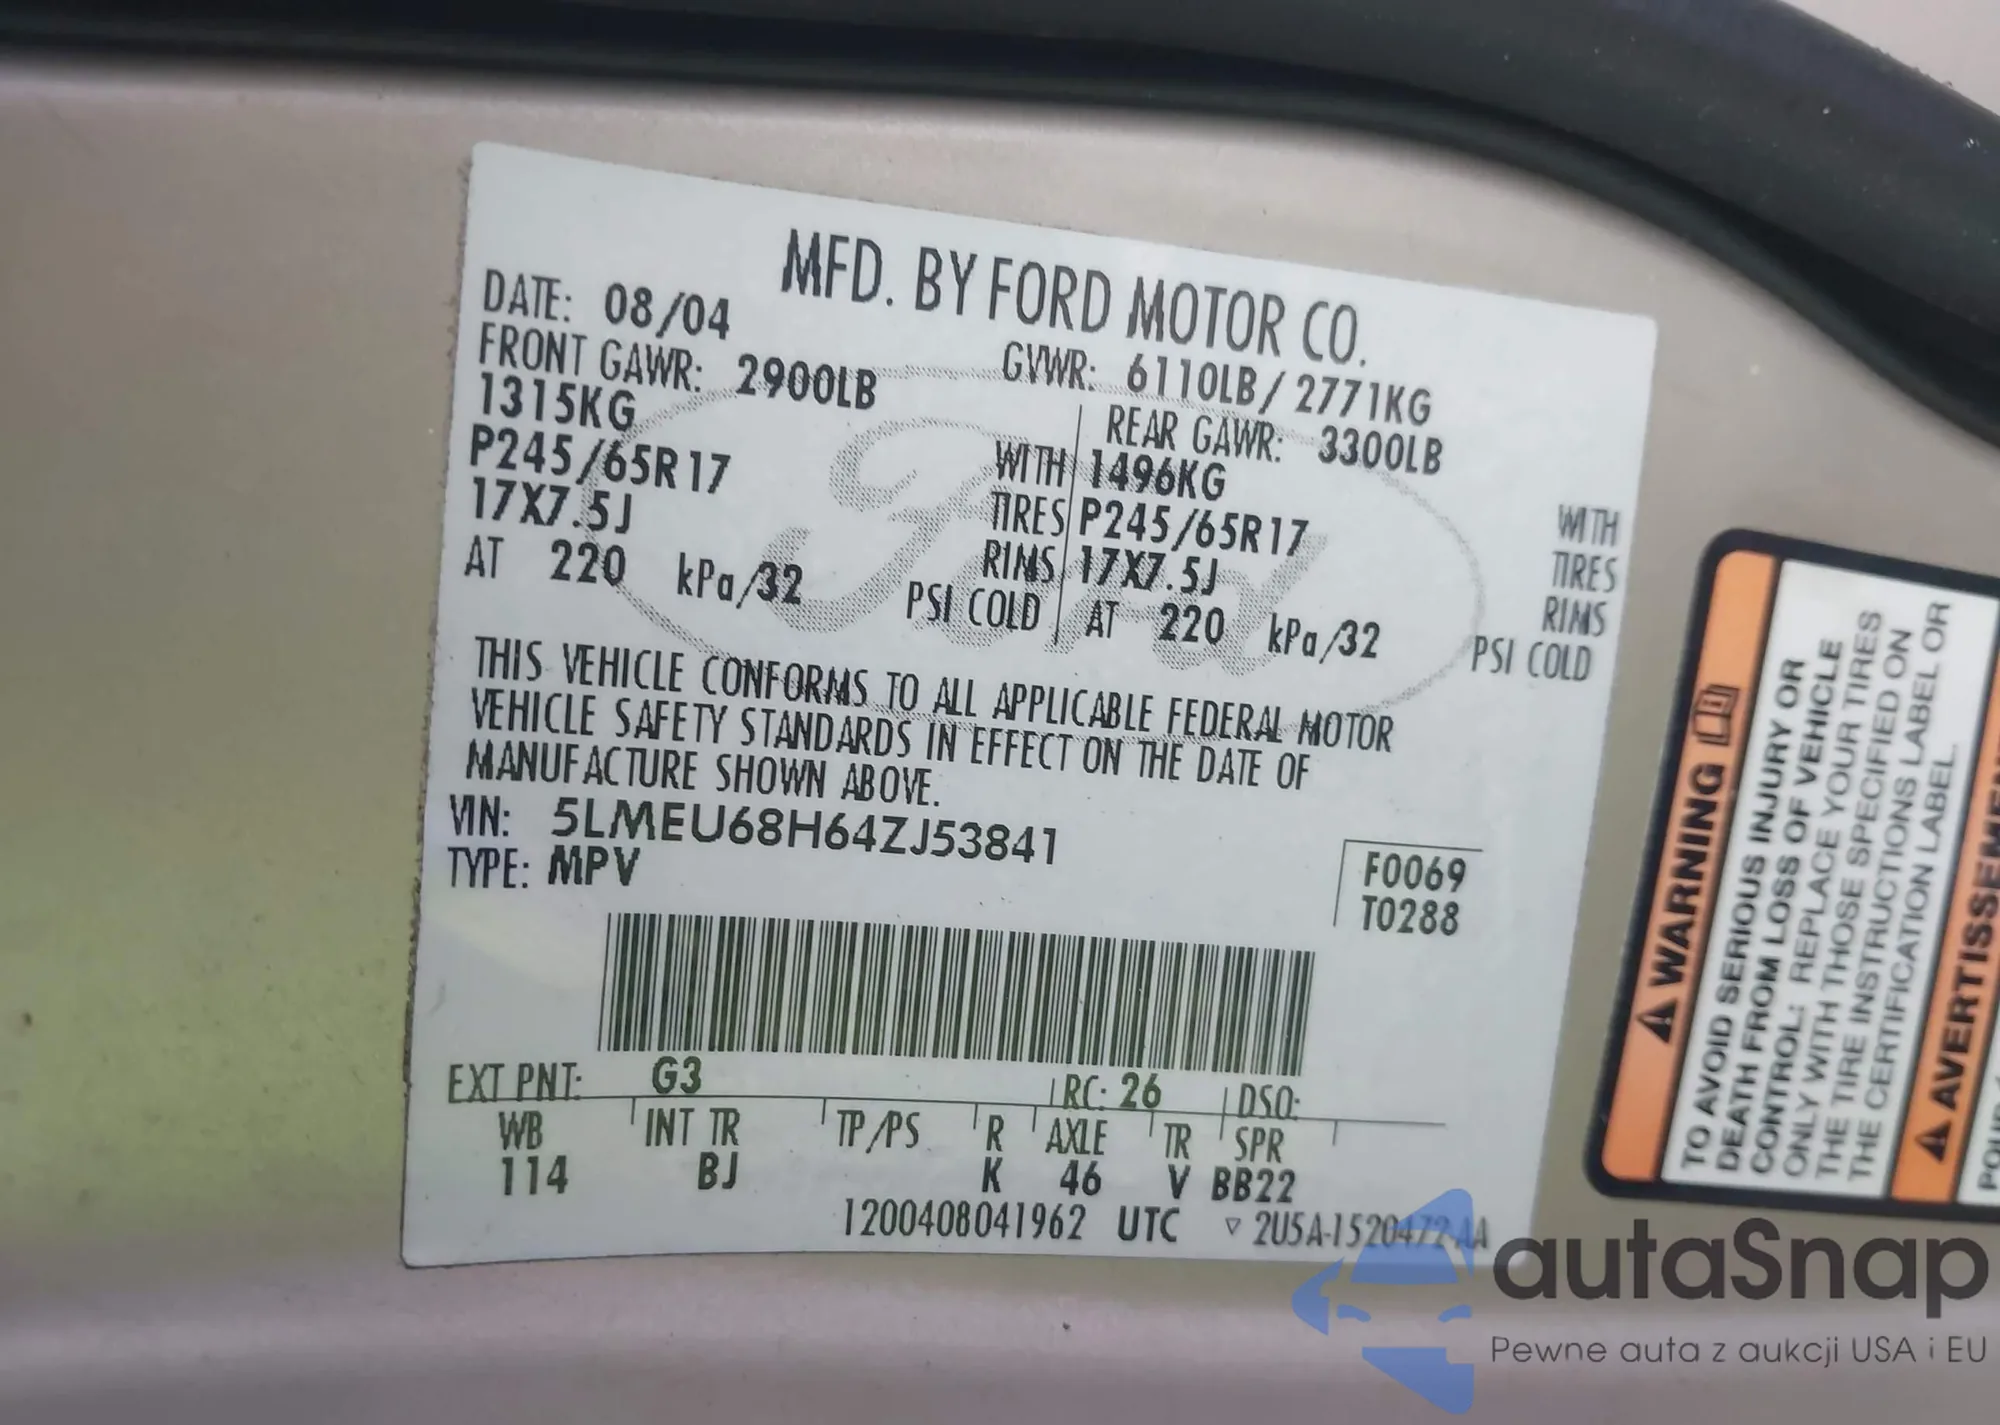 MFD. BY FORD MOTOR CO.
DATE: 08/04
GVWR: 6110LB / 2771KG
FRONT GAWR: 2900LB
1315KG WITH
P245/65R17 TIRES
17X7.5J RIMS
AT 220 kPa/32 PSI COLD
REAR GAWR: 3300LB
1496KG WITH
P245/65R17 TIRES
17X7.5J RIMS
AT 220 kPa/32 PSI COLD
Ford
THIS VEHICLE CONFORMS TO ALL APPLICABLE FEDERAL MOTOR
VEHICLE SAFETY STANDARDS IN EFFECT ON THE DATE OF
MANUFACTURE SHOWN ABOVE.
VIN: 5LMEU68H64ZJ53841
TYPE: MPV
F0069
T0288
EXT PNT: G3 RC: 26 DSO:
WB INT TR TP/PS R AXLE TR SPR
114 BJ K 46 V BB22
1200408041962 UTC ▽ 2U5A-1520472-AA
WARNING
TO AVOID SERIOUS INJURY OR
DEATH FROM LOSS OF VEHICLE
CONTROL: REPLACE YOUR TIRES
ONLY WITH THOSE SPECIFIED ON
THE TIRE INSTRUCTIONS LABEL OR
THE CERTIFICATION LABEL.
autaSnap
Pewne auta z aukcji USA i EU